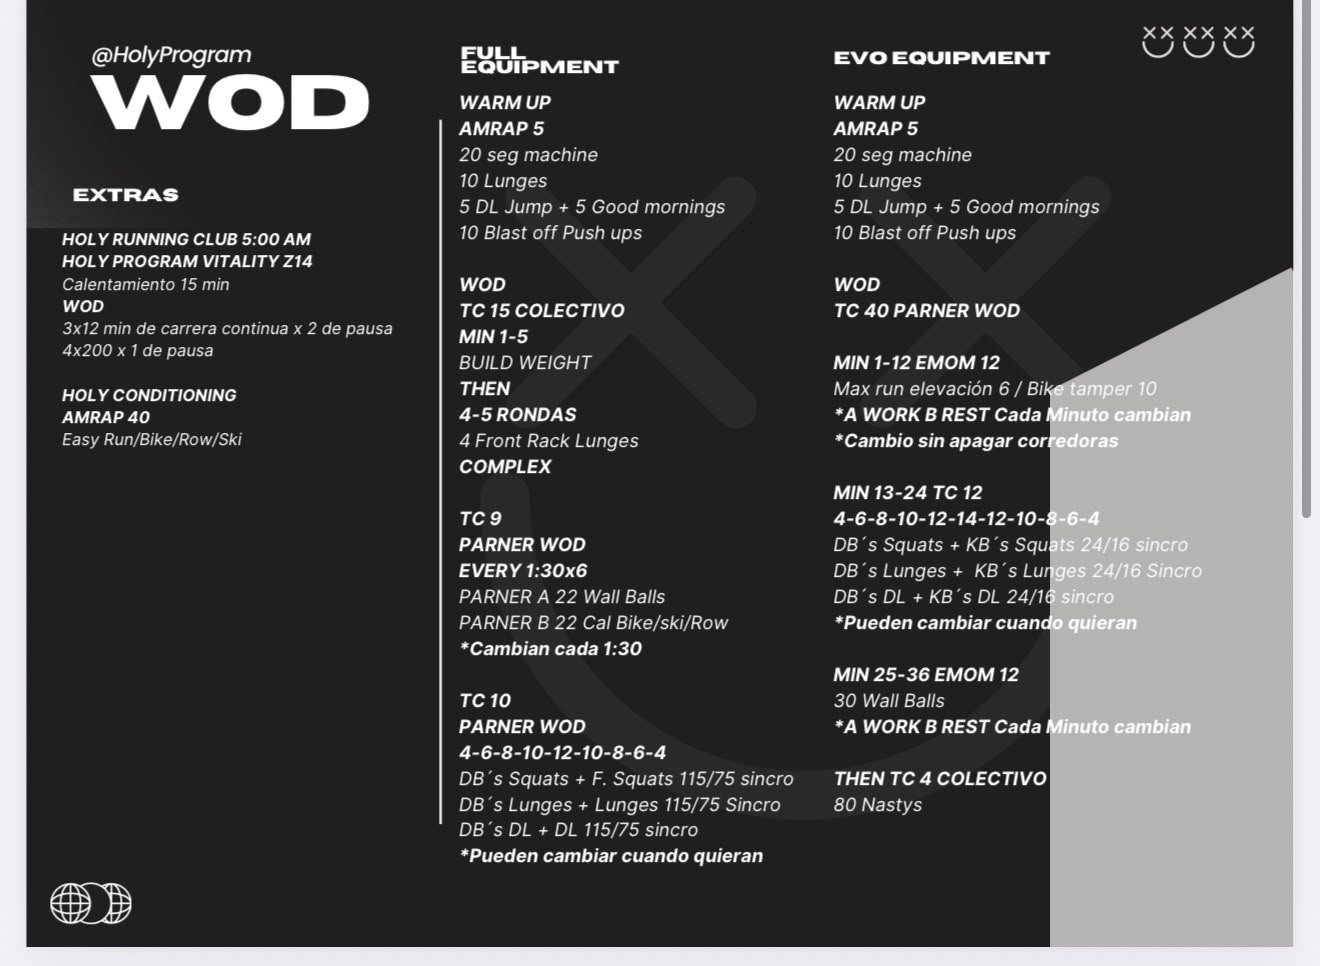 @HolyProgram
WOD
EXTRAS
HOLY RUNNING CLUB 5:00 AM
HOLY PROGRAM VITALITY Z14
Calentamiento 15 min
WOD
3x12 min de carrera continua x 2 de pausa
4x200 x 1 de pausa
HOLY CONDITIONING
AMRAP 40
Easy Run/Bike/Row/Ski
FULL
EQUIPMENT
WARM UP
AMRAP 5
20 seg machine
10 Lunges
5 DL Jump + 5 Good mornings
10 Blast off Push ups
WOD
TC 15 COLECTIVO
MIN 1-5
BUILD WEIGHT
THEN
4-5 RONDAS
4 Front Rack Lunges
COMPLEX
TC 9
PARNER WOD
EVERY 1:30x6
PARNER A 22 Wall Balls
PARNER B 22 Cal Bike/ski/Row
*Cambian cada 1:30
TC 10
PARNER WOD
4-6-8-10-12-10-8-6-4
DB´s Squats + F. Squats 115/75 sincro
DB´s Lunges + Lunges 115/75 Sincro
DB´s DL + DL 115/75 sincro
*Pueden cambiar cuando quieran
EVO EQUIPMENT
WARM UP
AMRAP 5
20 seg machine
10 Lunges
5 DL Jump + 5 Good mornings
10 Blast off Push ups
WOD
TC 40 PARNER WOD
MIN 1-12 EMOM 12
Max run elevación 6 / Bike tamper 10
*A WORK B REST Cada Minuto cambian
*Cambio sin apagar corredoras
MIN 13-24 TC 12
4-6-8-10-12-14-12-10-8-6-4
DB´s Squats + KB´s Squats 24/16 sincro
DB´s Lunges + KB´s Lunges 24/16 Sincro
DB´s DL + KB´s DL 24/16 sincro
*Pueden cambiar cuando quieran
MIN 25-36 EMOM 12
30 Wall Balls
*A WORK B REST Cada Minuto cambian
THEN TC 4 COLECTIVO
80 Nastys